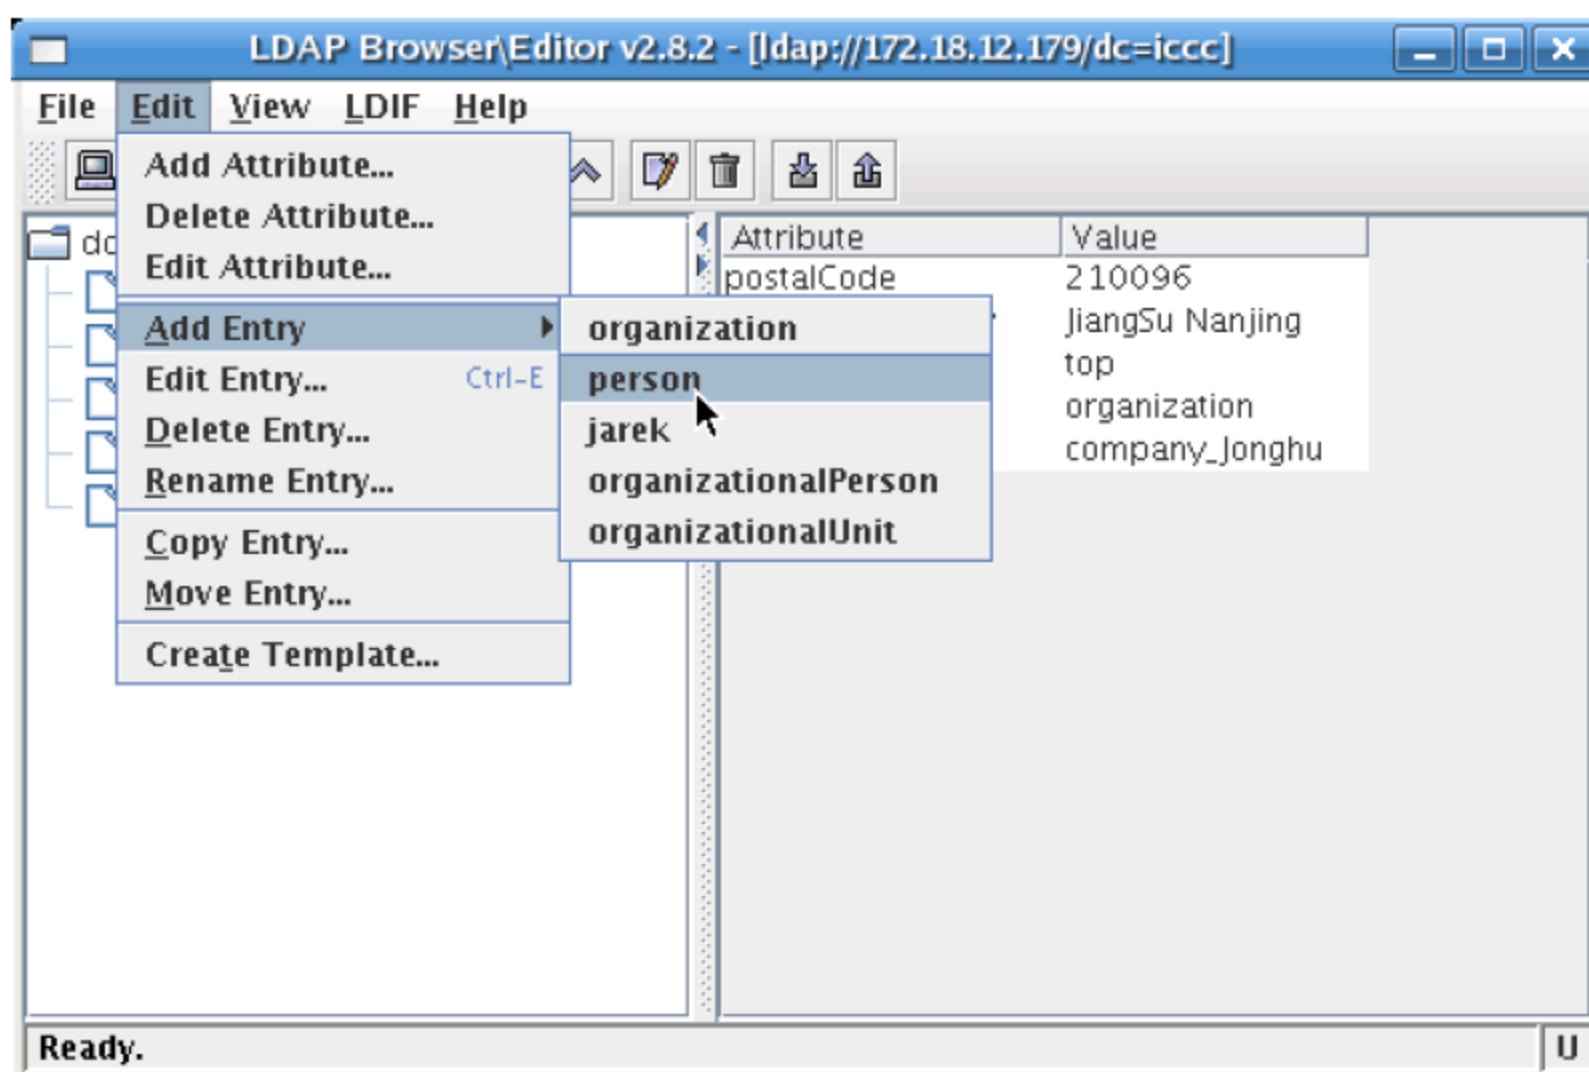 LDAP Browser\Editor v2.8.2 - [ldap://172.18.12.179/dc=iccc]
File Edit View LDIF Help
Add Attribute...
Delete Attribute...
Edit Attribute...
Add Entry
Edit Entry... Ctrl-E
Delete Entry...
Rename Entry...
Copy Entry...
Move Entry...
Create Template...
organization
person
jarek
organizationalPerson
organizationalUnit
Attribute Value
postalCode 210096
JiangSu Nanjing
top
organization
company_Jonghu
Ready. U